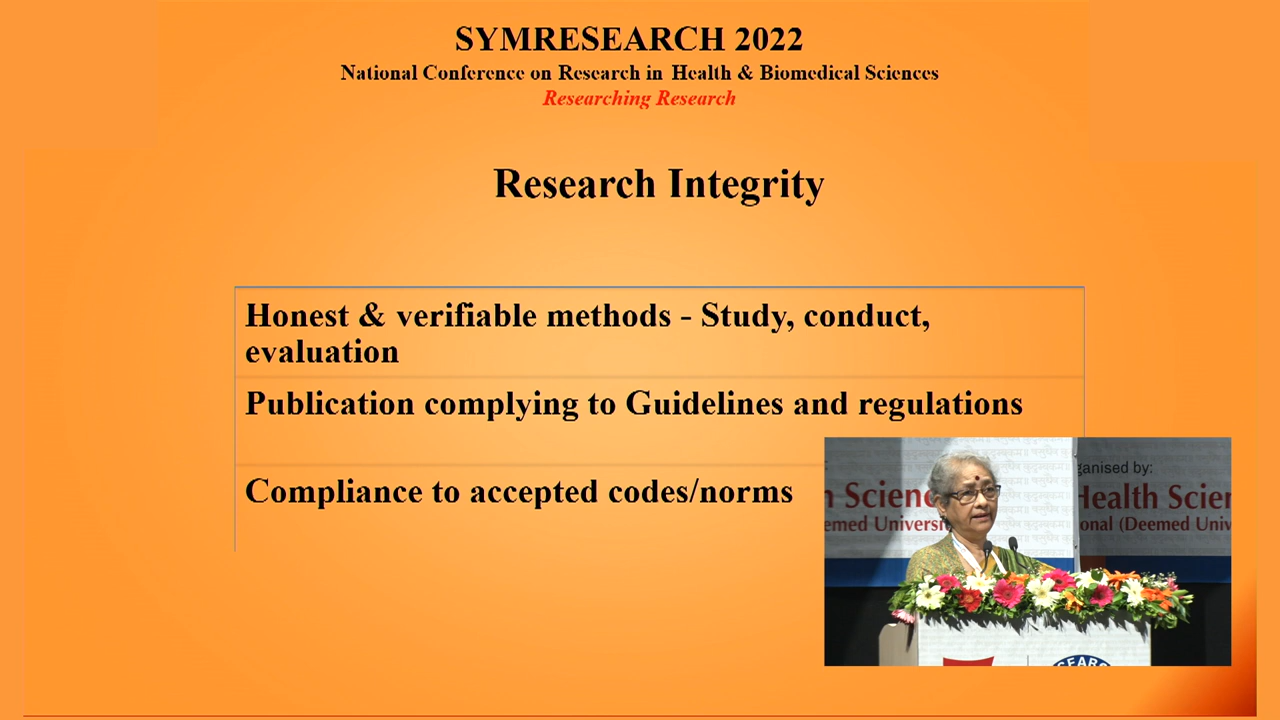 SYMRESEARCH 2022
National Conference on Research in Health & Biomedical Sciences
Researching Research
Research Integrity
Honest & verifiable methods - Study, conduct,
evaluation
Publication complying to Guidelines and regulations
Compliance to accepted codes/norms
ganised by:
h Scienc
Health Scien
eemed Universi
onal (Deemed Univ
SEARC